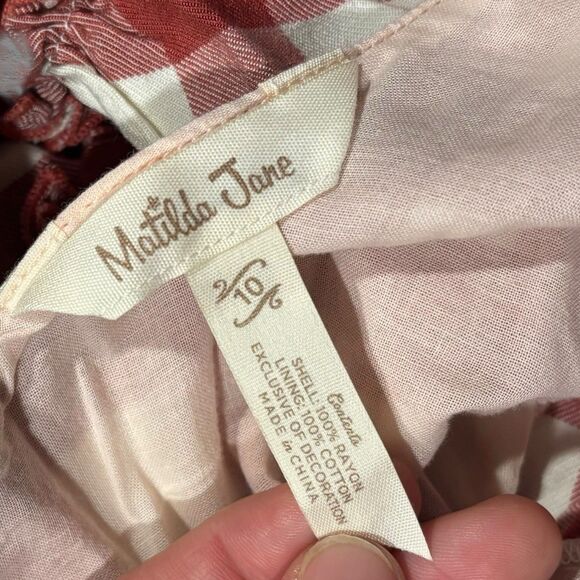 Matilda Jane
10
Contents
SHELL: 100% RAYON
LINING: 100% COTTON
EXCLUSIVE OF DECORATION
MADE in CHINA